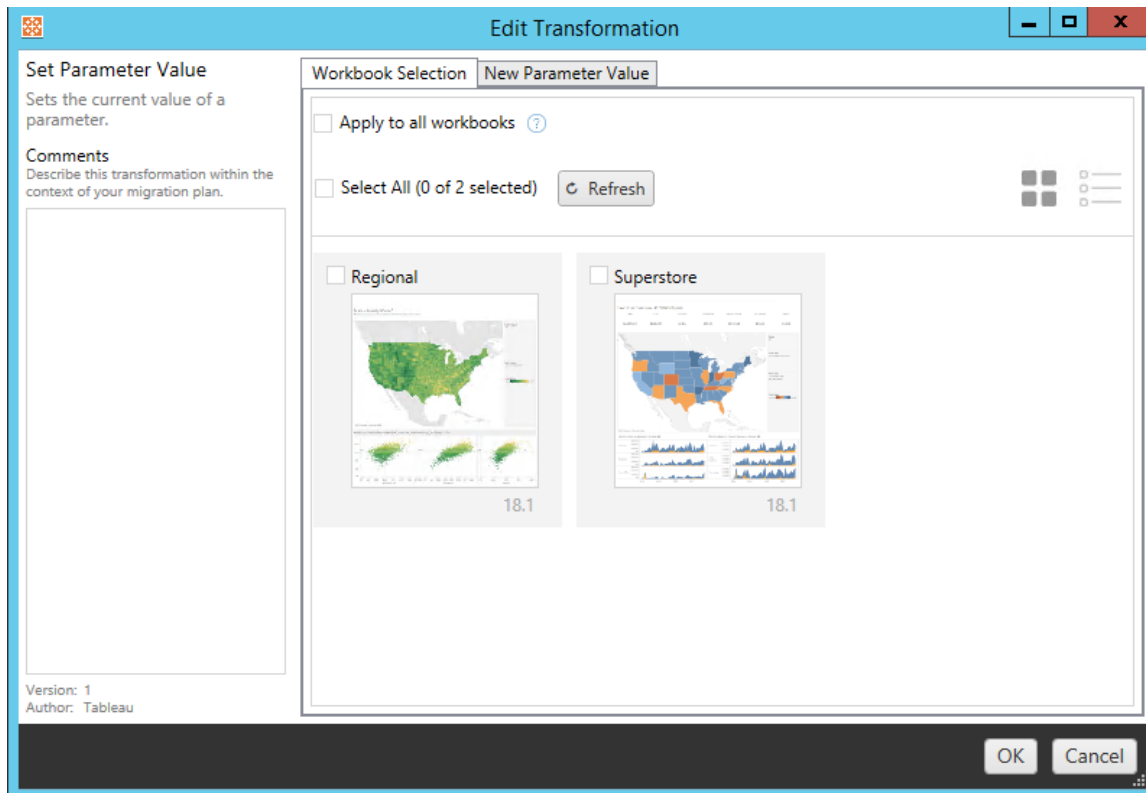 Edit Transformation
Set Parameter Value
Sets the current value of a
parameter.
Comments
Describe this transformation within the
context of your migration plan.
Version: 1
Author: Tableau
Workbook Selection
New Parameter Value
Apply to all workbooks ?
Select All (0 of 2 selected)
Refresh
Regional
18.1
Superstore
18.1
OK
Cancel